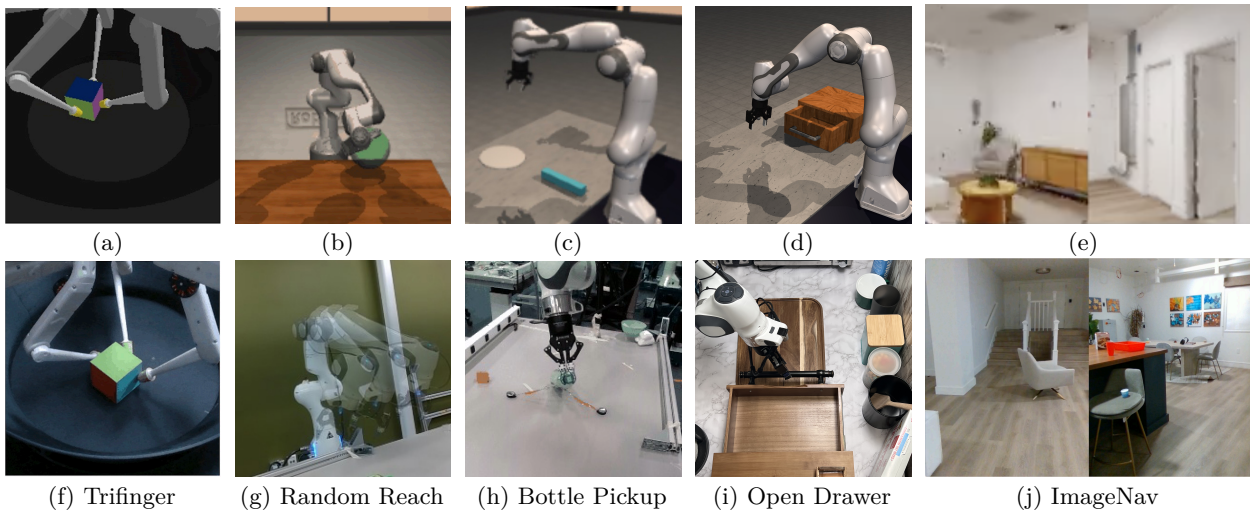 (a)
(b)
(c)
(d)
(e)
(f) Trifinger
(g) Random Reach
(h) Bottle Pickup
(i) Open Drawer
(j) ImageNav